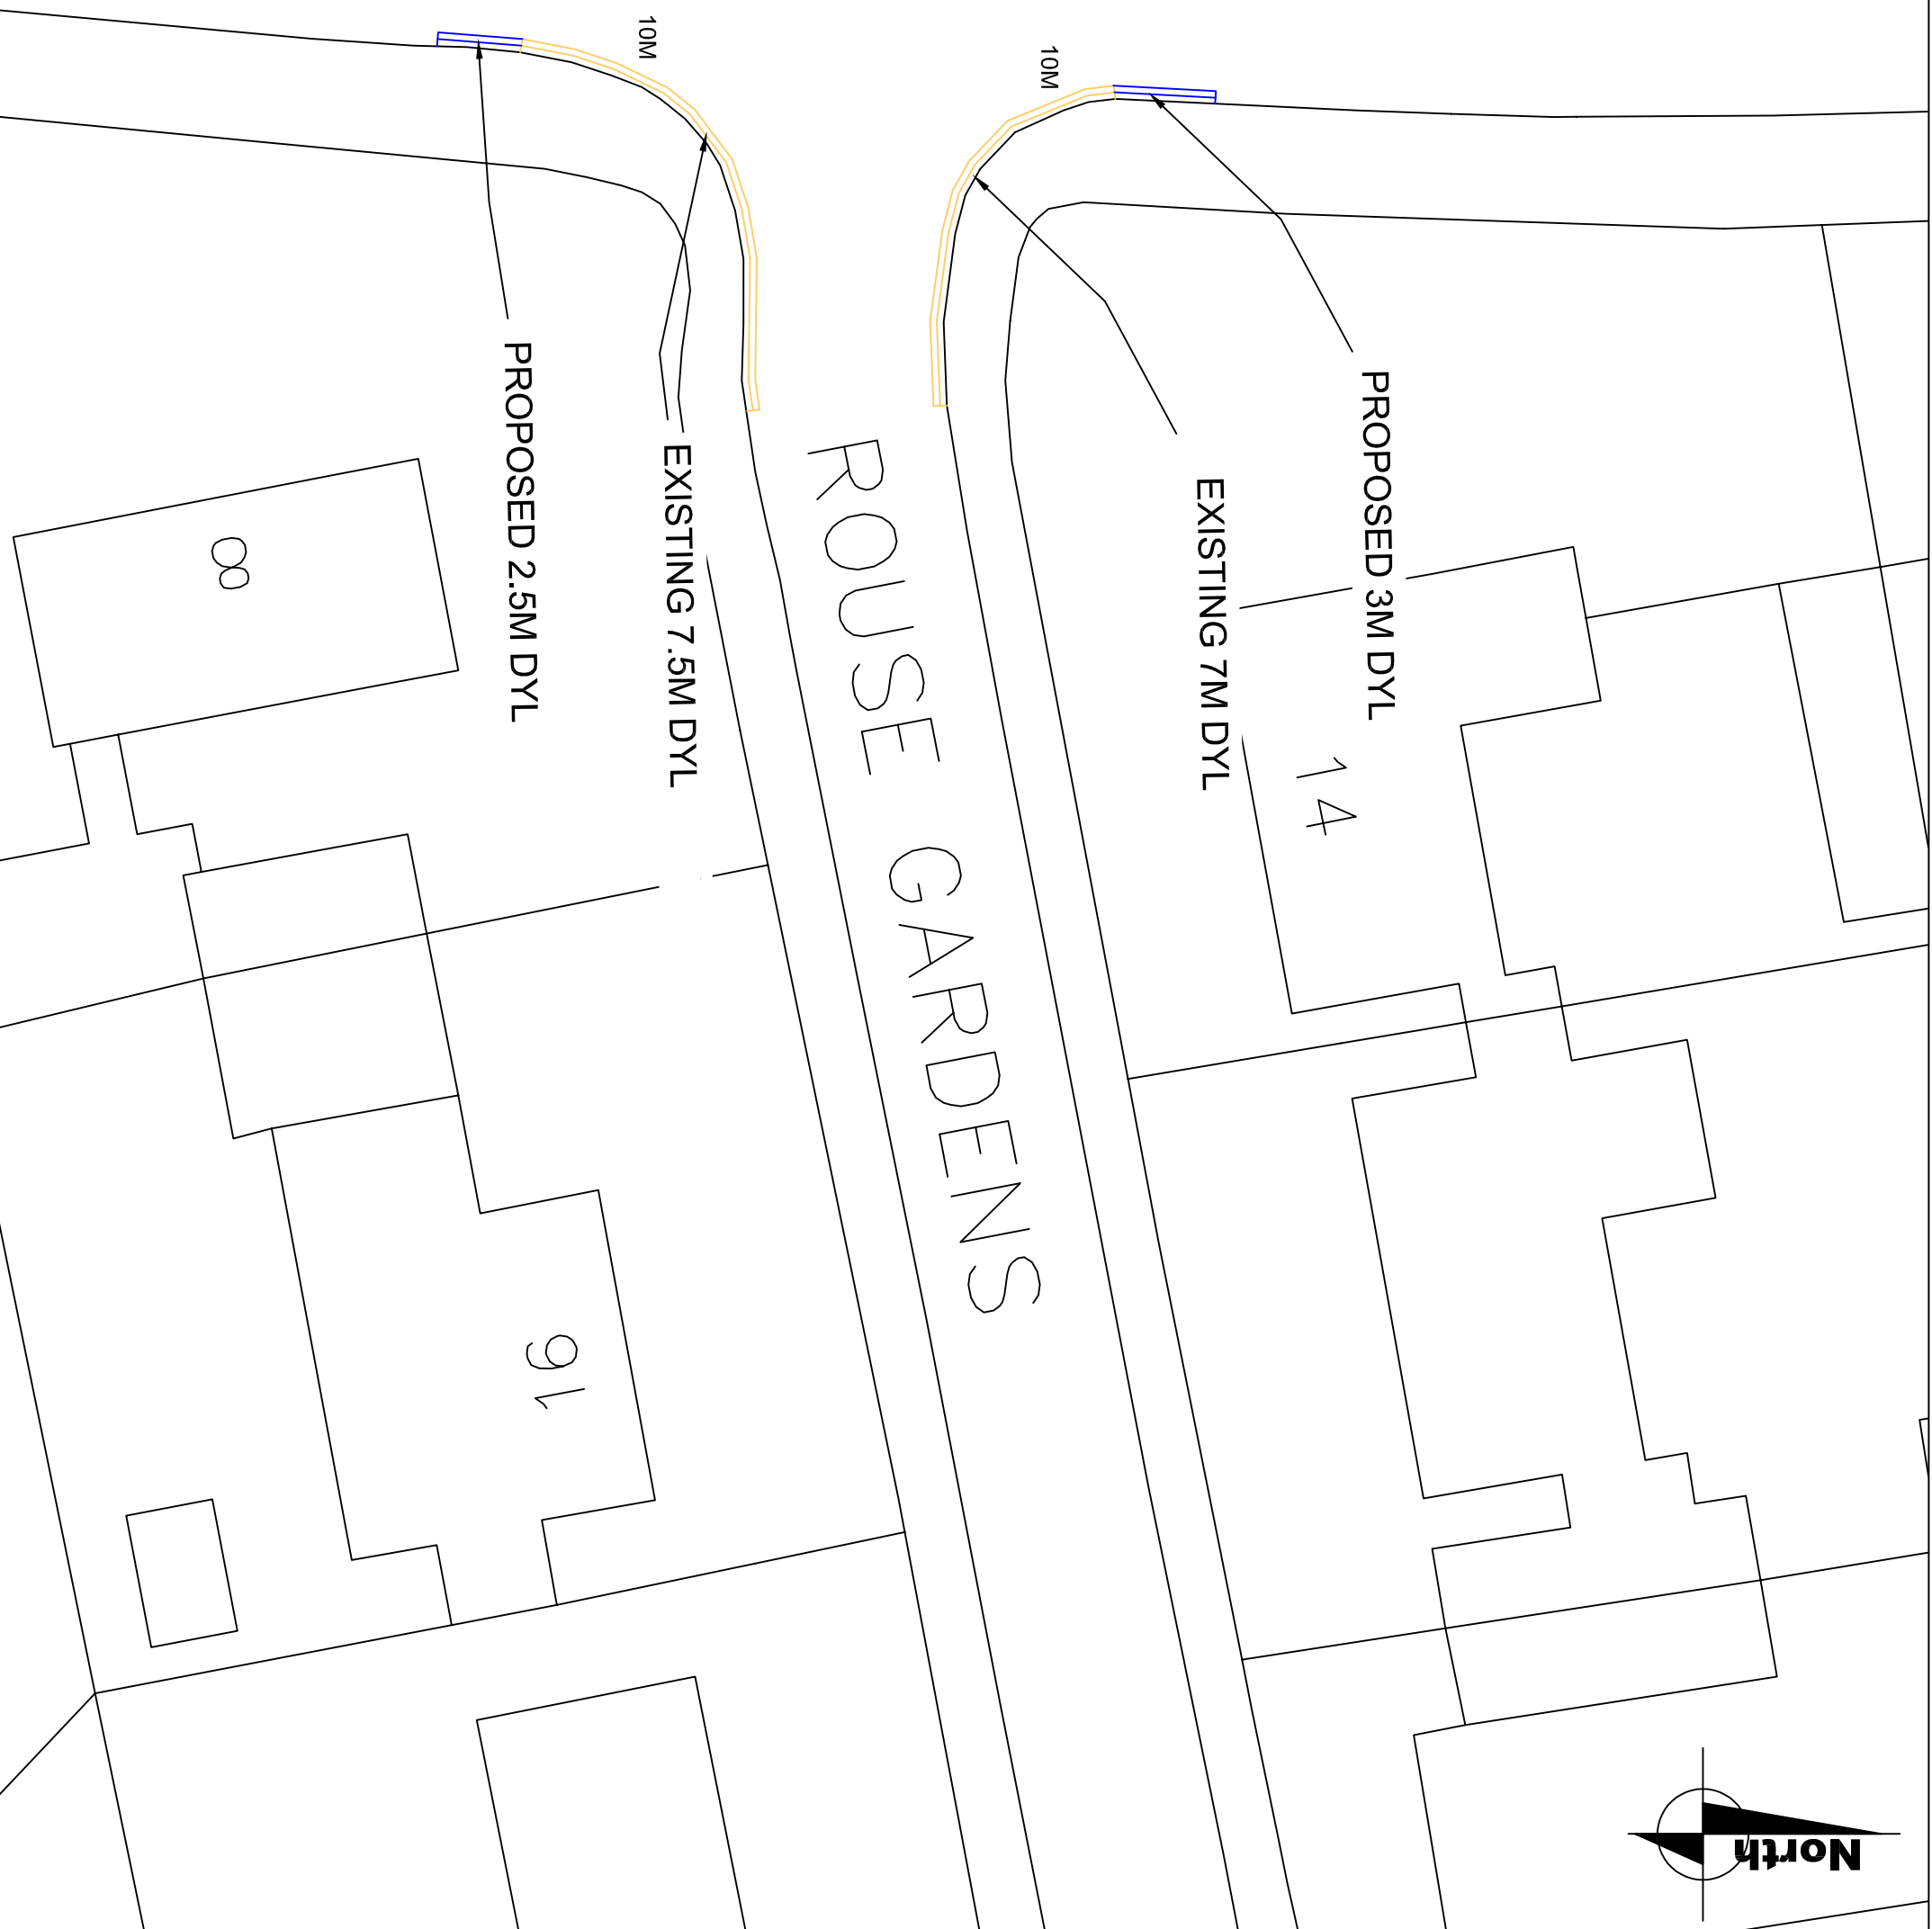 10M
10M
PROPOSED 2.5M DYL
EXISTING 7.5M DYL
EXISTING 7M DYL
PROPOSED 3M DYL
ROUSE GARDENS
8
14
16
North